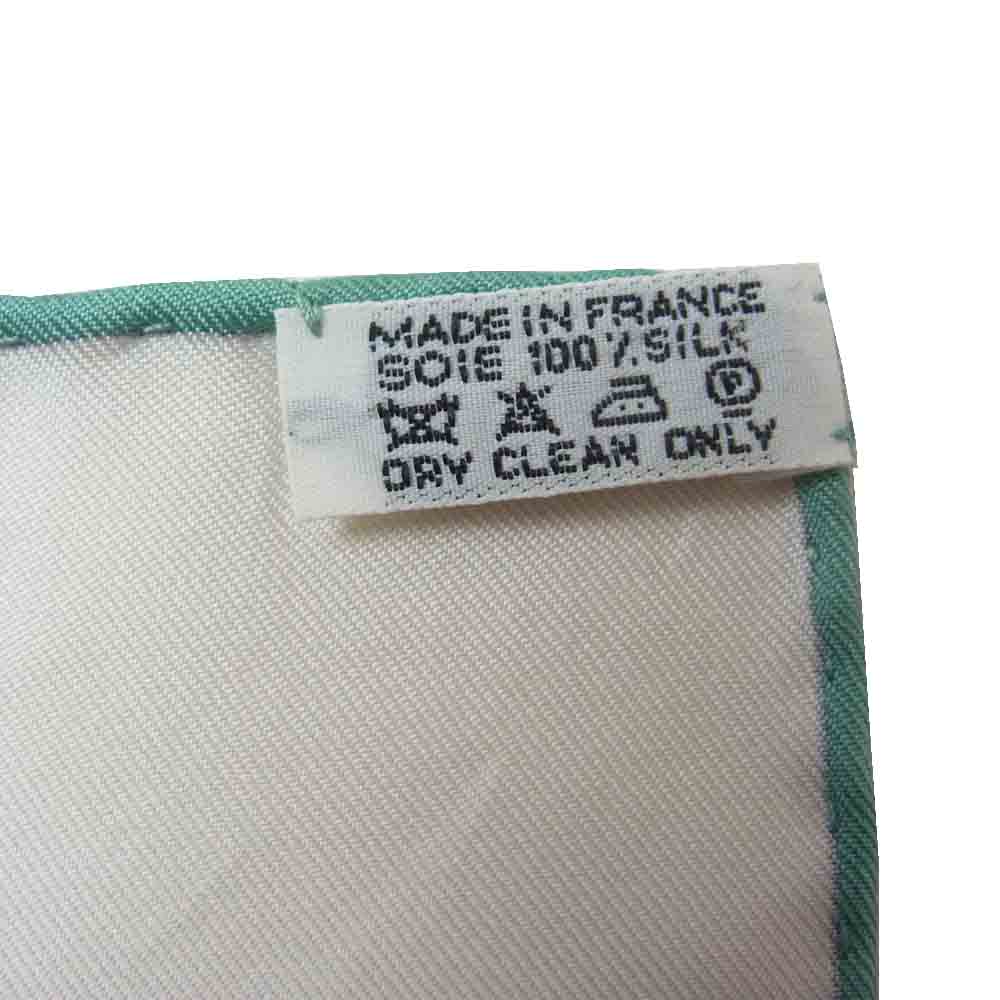 MADE IN FRANCE
SOIE 100% SILK
P
DRY CLEAN ONLY